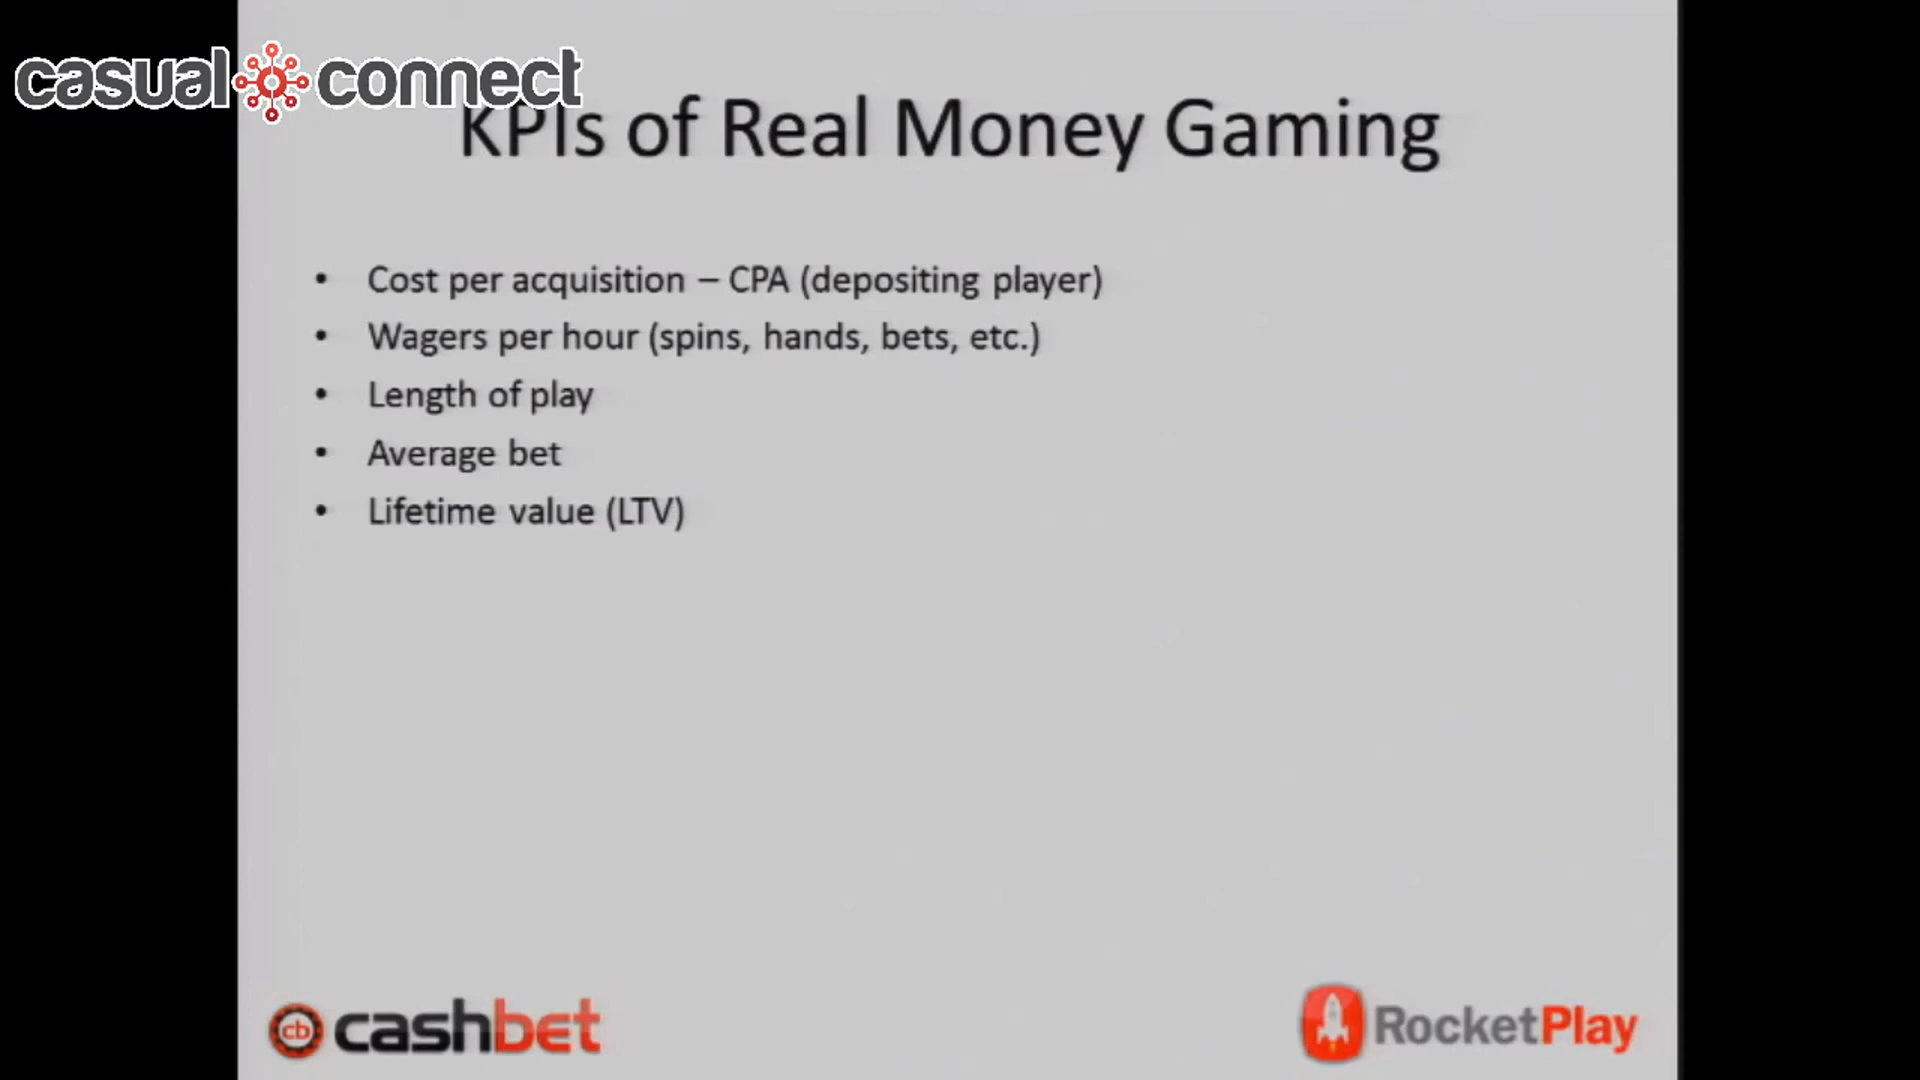 casual connect
KPIs of Real Money Gaming
• Cost per acquisition – CPA (depositing player)
• Wagers per hour (spins, hands, bets, etc.)
• Length of play
• Average bet
• Lifetime value (LTV)
cb cashbet
RocketPlay